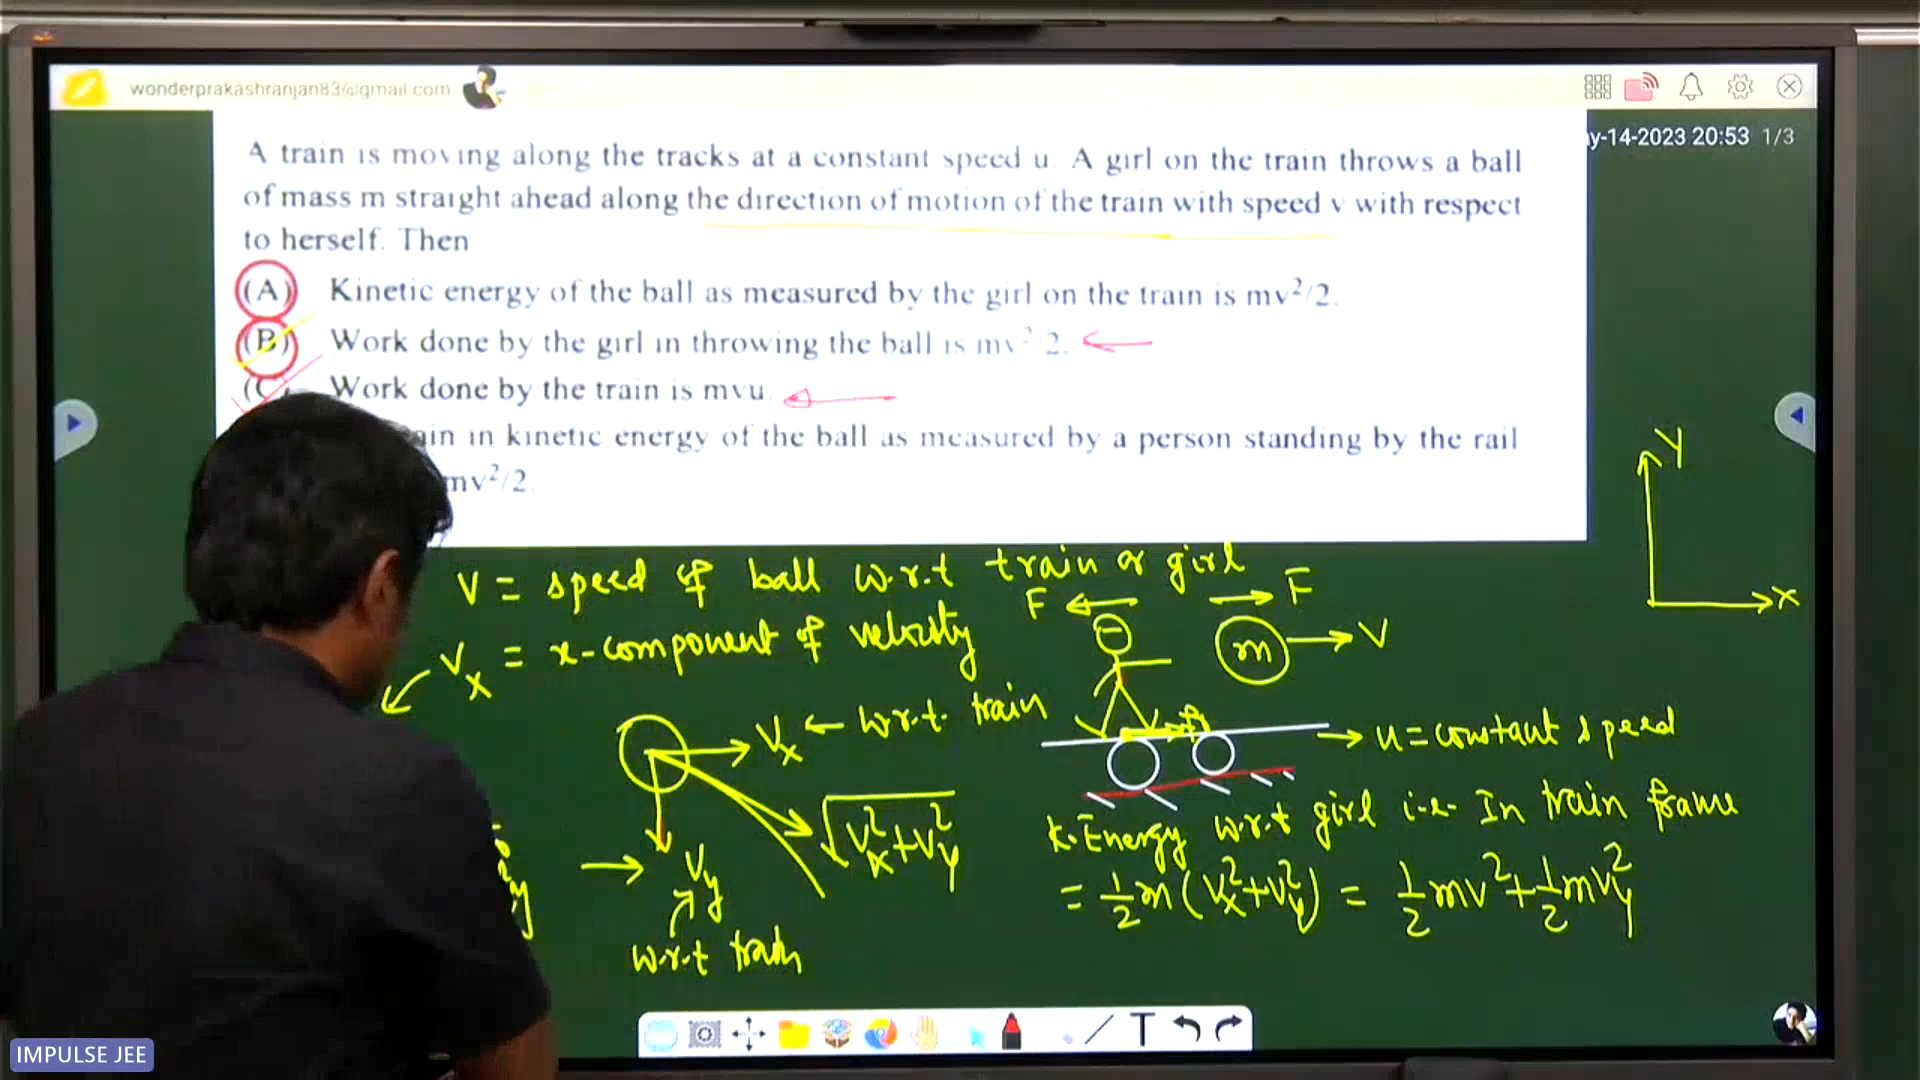 wonderprakashranjan83@gmail.com
y-14-2023 20:53 1/3
A train is moving along the tracks at a constant speed u. A girl on the train throws a ball
of mass m straight ahead along the direction of motion of the train with speed v with respect
to herself. Then
(A) Kinetic energy of the ball as measured by the girl on the train is mv²/2.
(B) Work done by the girl in throwing the ball is mv²/2.
(C) Work done by the train is mvu.
ain in kinetic energy of the ball as measured by a person standing by the rail
mv²/2.
Y
X
V = speed of ball w.r.t train or girl
F F
Vx = x-component of velocity
m V
Vx ← w.r.t. train
→ u = constant speed
√Vx²+Vy²
K.Energy w.r.t girl i.e. In train frame
→ Vy
= ½m(Vx²+Vy²) = ½mv²+½mVy²
w.r.t train
T
IMPULSE JEE